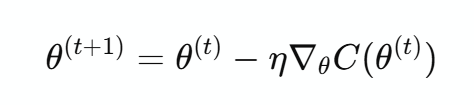 θ^(t+1) = θ^(t) − η∇_θ C(θ^(t))